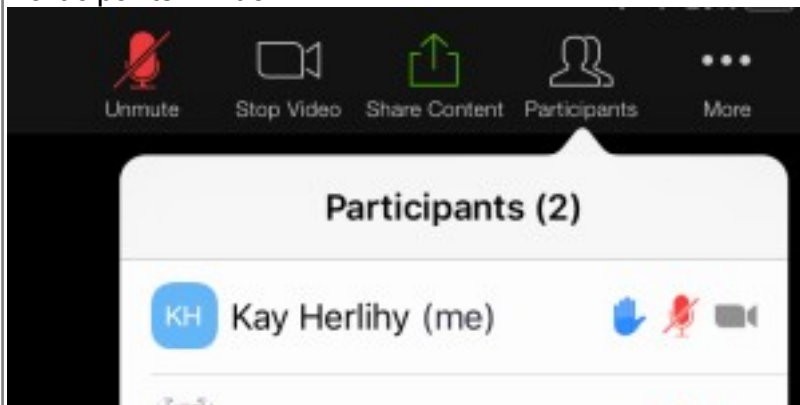 Unmute Stop Video Share Content Participants More
Participants (2)
KH Kay Herlihy (me)